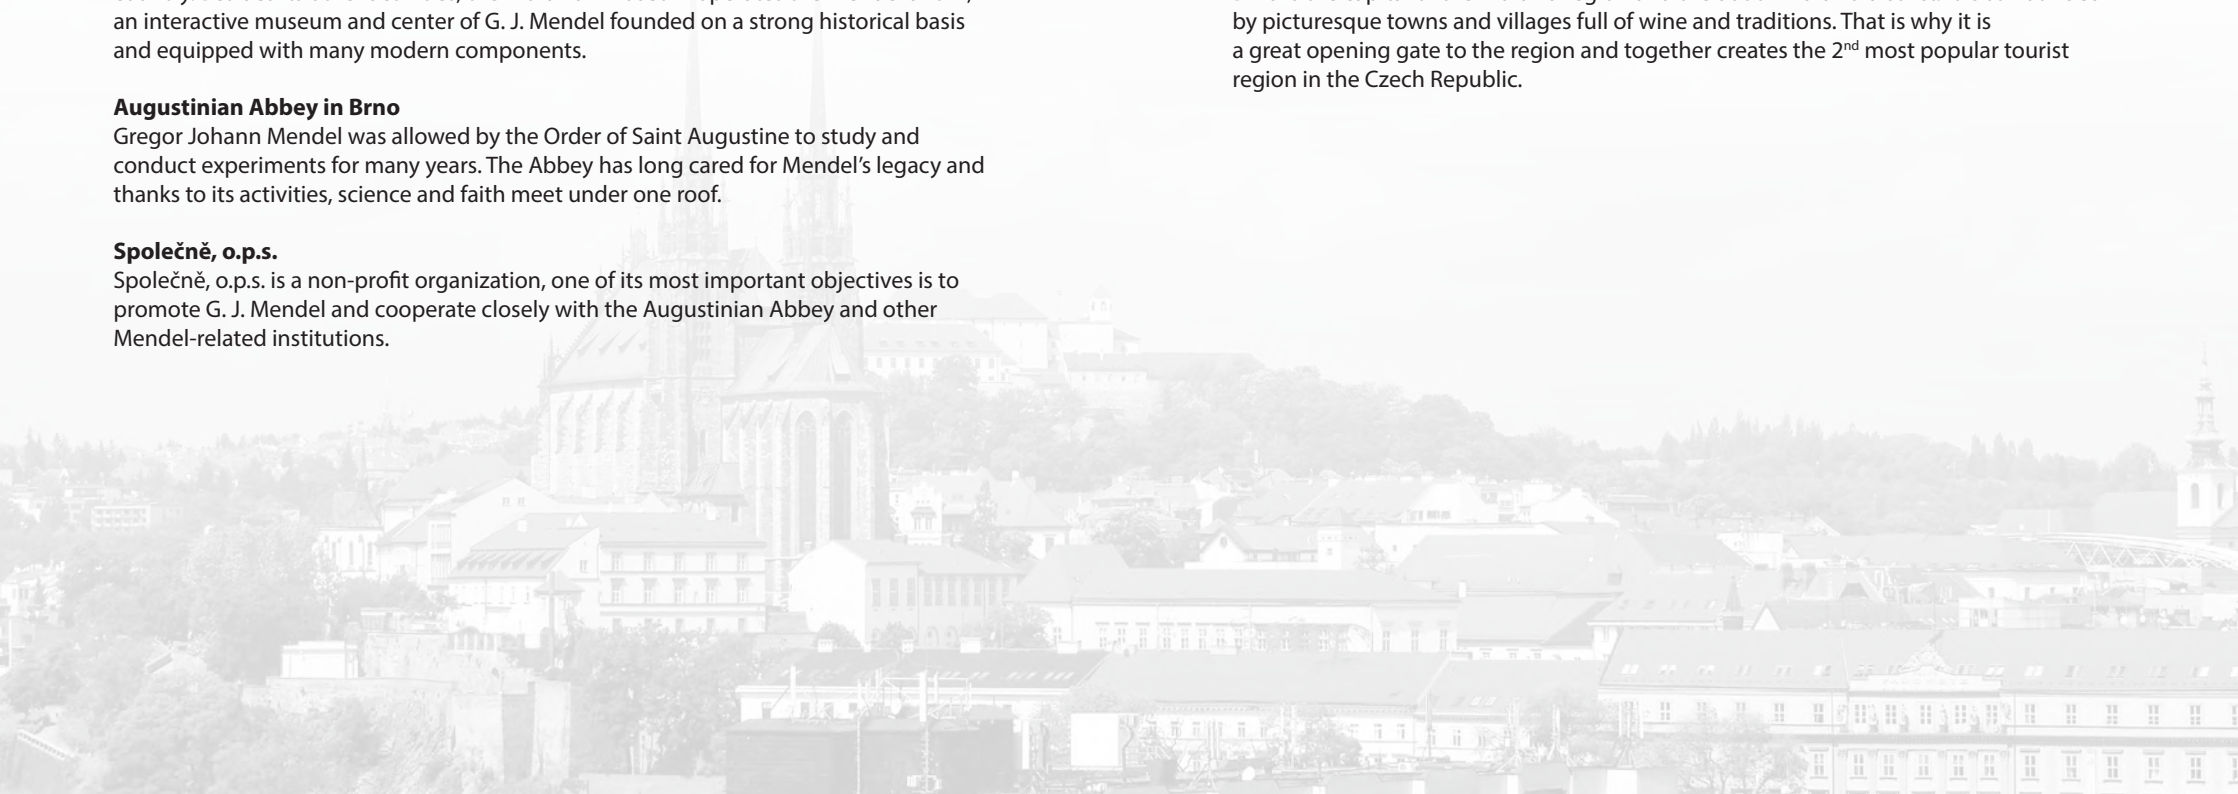 an interactive museum and center of G. J. Mendel founded on a strong historical basis
and equipped with many modern components.
Augustinian Abbey in Brno
Gregor Johann Mendel was allowed by the Order of Saint Augustine to study and
conduct experiments for many years. The Abbey has long cared for Mendel’s legacy and
thanks to its activities, science and faith meet under one roof.
Společně, o.p.s.
Společně, o.p.s. is a non-profit organization, one of its most important objectives is to
promote G. J. Mendel and cooperate closely with the Augustinian Abbey and other
Mendel-related institutions.
by picturesque towns and villages full of wine and traditions. That is why it is
a great opening gate to the region and together creates the 2nd most popular tourist
region in the Czech Republic.